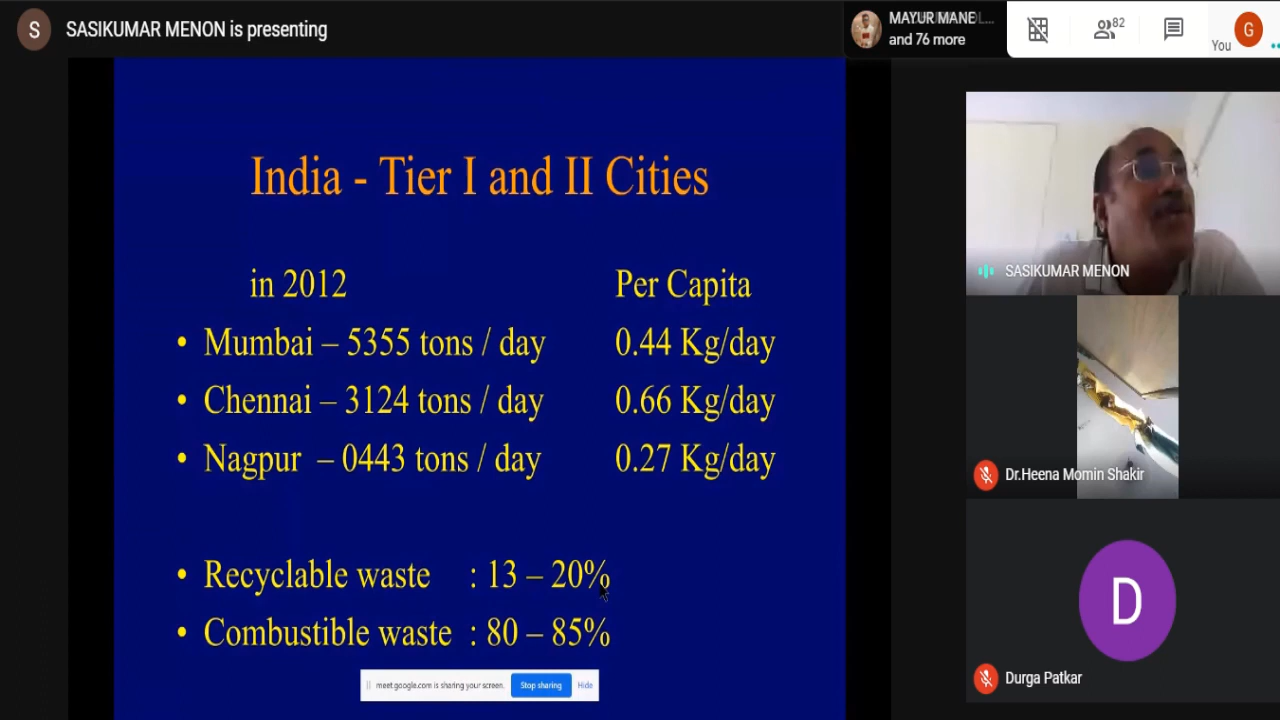 S
SASIKUMAR MENON is presenting
MAYUR MANE
and 76 more
82
You
G
India - Tier I and II Cities
in 2012 Per Capita
• Mumbai – 5355 tons / day 0.44 Kg/day
• Chennai – 3124 tons / day 0.66 Kg/day
• Nagpur – 0443 tons / day 0.27 Kg/day
• Recyclable waste : 13 – 20%
• Combustible waste : 80 – 85%
meet.google.com is sharing your screen. Stop sharing Hide
SASIKUMAR MENON
Dr.Heena Momin Shakir
D
Durga Patkar